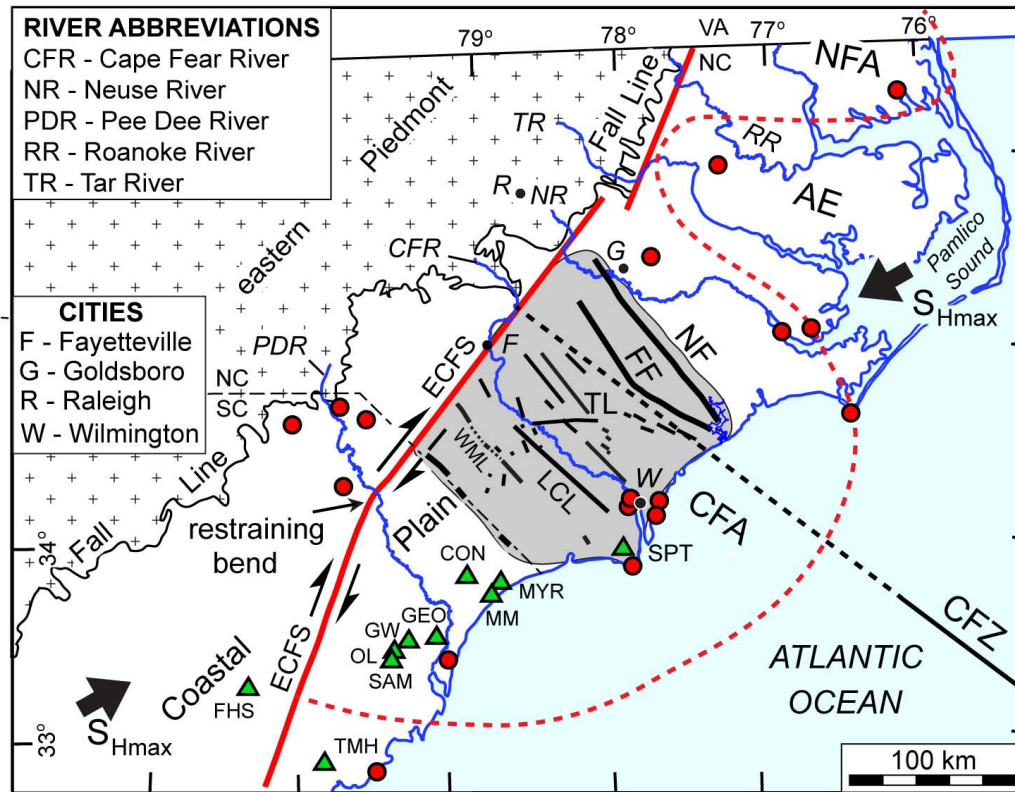 RIVER ABBREVIATIONS
CFR - Cape Fear River
NR - Neuse River
PDR - Pee Dee River
RR - Roanoke River
TR - Tar River
79°
78°
VA
77°
76°
NC
NFA
Piedmont
TR
Fall Line
RR
R
NR
AE
eastern
CFR
G
Pamlico
Sound
SHmax
CITIES
F - Fayetteville
G - Goldsboro
R - Raleigh
W - Wilmington
PDR
NC
SC
ECFS
F
NF
FF
TL
WML
LCL
W
CFA
Line
Fall
restraining
bend
Plain
34°
CON
SPT
MYR
MM
GEO
GW
OL
SAM
ECFS
Coastal
FHS
SHmax
CFZ
ATLANTIC
OCEAN
33°
TMH
100 km